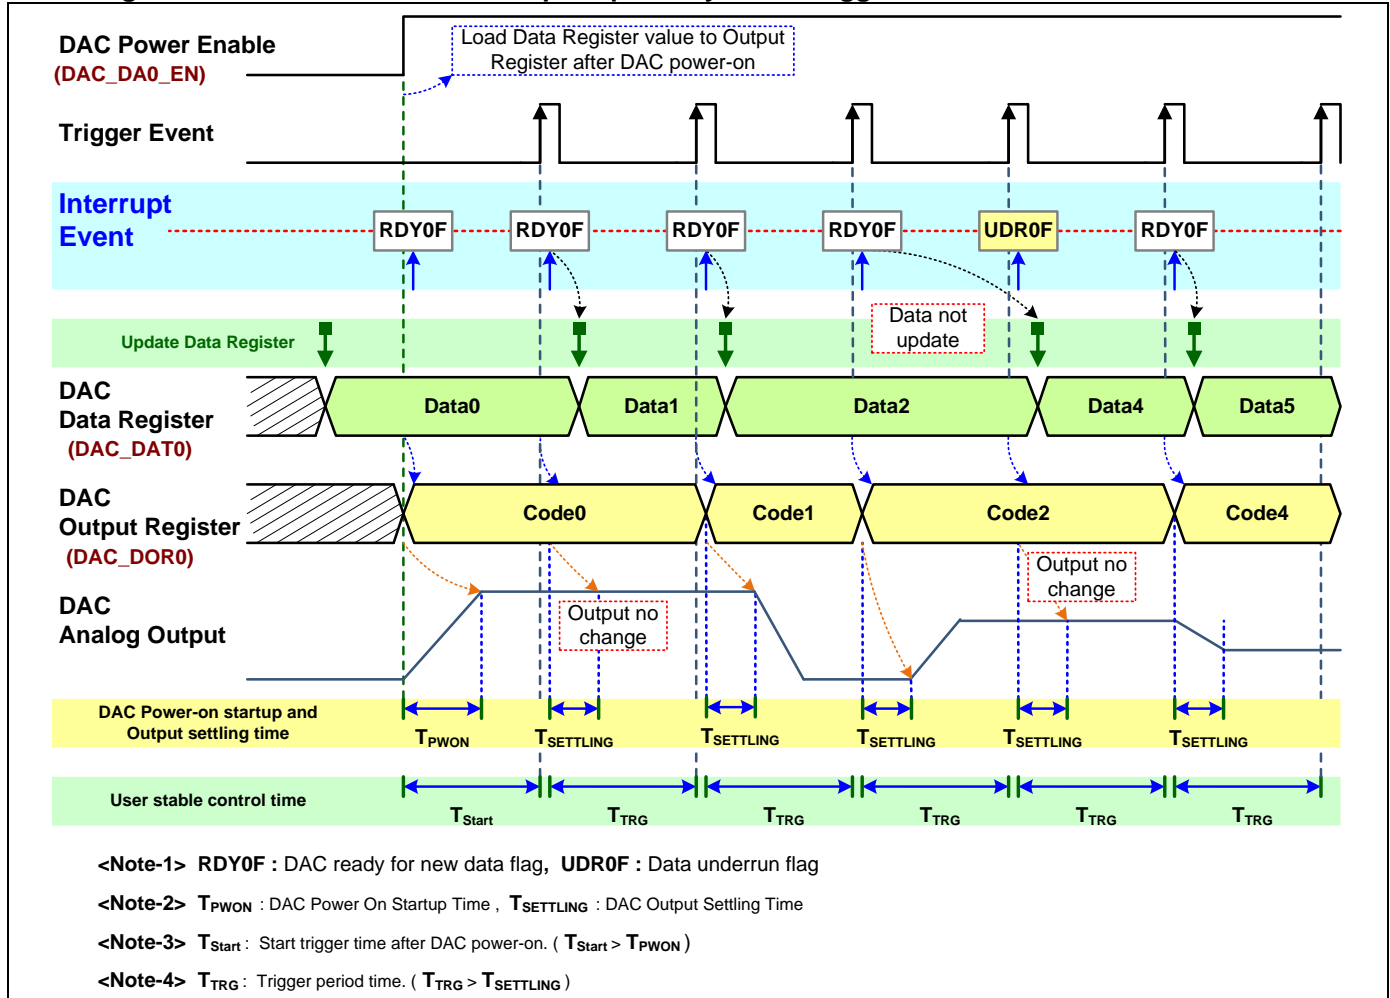 DAC Power Enable
(DAC_DA0_EN)
Load Data Register value to Output
Register after DAC power-on
Trigger Event
Interrupt
Event
RDY0F RDY0F RDY0F RDY0F UDR0F RDY0F
Data not
update
Update Data Register
DAC
Data Register
(DAC_DAT0)
Data0 Data1 Data2 Data4 Data5
DAC
Output Register
(DAC_DOR0)
Code0 Code1 Code2 Code4
DAC
Analog Output
Output no
change
Output no
change
DAC Power-on startup and
Output settling time
TPWON TSETTLING TSETTLING TSETTLING TSETTLING TSETTLING
User stable control time
TStart TTRG TTRG TTRG TTRG TTRG
<Note-1> RDY0F : DAC ready for new data flag, UDR0F : Data underrun flag
<Note-2> TPWON : DAC Power On Startup Time , TSETTLING : DAC Output Settling Time
<Note-3> TStart : Start trigger time after DAC power-on. ( TStart > TPWON )
<Note-4> TTRG : Trigger period time. ( TTRG > TSETTLING )